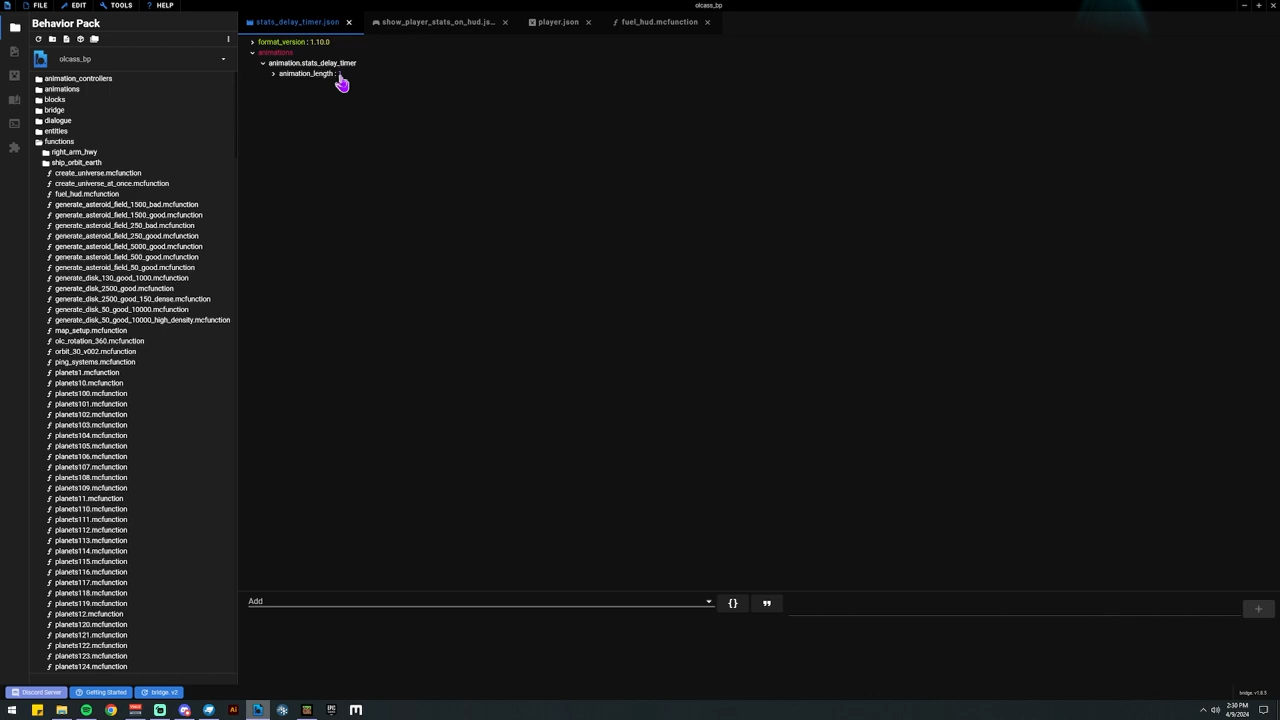 FILE EDIT TOOLS HELP olcass_bp
Behavior Pack
olcass_bp
animation_controllers
animations
blocks
bridge
dialogue
entities
functions
right_arm_hwy
ship_orbit_earth
create_universe.mcfunction
create_universe_at_once.mcfunction
fuel_hud.mcfunction
generate_asteroid_field_1500_bad.mcfunction
generate_asteroid_field_1500_good.mcfunction
generate_asteroid_field_250_bad.mcfunction
generate_asteroid_field_250_good.mcfunction
generate_asteroid_field_5000_good.mcfunction
generate_asteroid_field_500_good.mcfunction
generate_asteroid_field_50_good.mcfunction
generate_disk_130_good_1000.mcfunction
generate_disk_2500_good.mcfunction
generate_disk_2500_good_150_dense.mcfunction
generate_disk_50_good_10000.mcfunction
generate_disk_50_good_10000_high_density.mcfunction
map_setup.mcfunction
olc_rotation_360.mcfunction
orbit_30_v002.mcfunction
ping_systems.mcfunction
planets1.mcfunction
planets10.mcfunction
planets100.mcfunction
planets101.mcfunction
planets102.mcfunction
planets103.mcfunction
planets104.mcfunction
planets105.mcfunction
planets106.mcfunction
planets107.mcfunction
planets108.mcfunction
planets109.mcfunction
planets11.mcfunction
planets110.mcfunction
planets111.mcfunction
planets112.mcfunction
planets113.mcfunction
planets114.mcfunction
planets115.mcfunction
planets116.mcfunction
planets117.mcfunction
planets118.mcfunction
planets119.mcfunction
planets12.mcfunction
planets120.mcfunction
planets121.mcfunction
planets122.mcfunction
planets123.mcfunction
planets124.mcfunction
stats_delay_timer.json show_player_stats_on_hud.js... player.json fuel_hud.mcfunction
format_version : 1.10.0
animations
animation.stats_delay_timer
animation_length :
Add {}
Discord Server Getting Started bridge. v2
bridge. v1.8.5
2:30 PM
4/9/2024